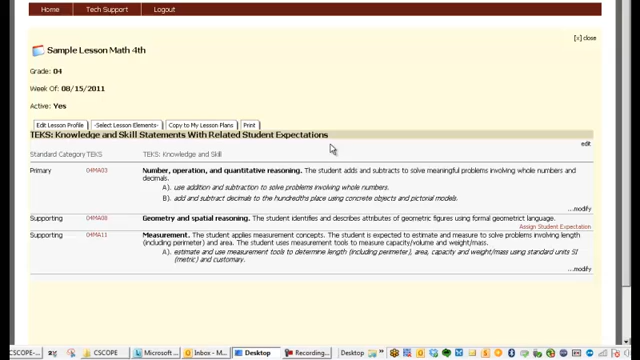 Home Tech Support Logout
[x] close
Sample Lesson Math 4th
Grade: 04
Week Of: 08/15/2011
Active: Yes
Edit Lesson Profile -Select Lesson Elements- Copy to My Lesson Plans Print
TEKS: Knowledge and Skill Statements With Related Student Expectations
edit
Standard Category TEKS TEKS: Knowledge and Skill
Primary 04MA03 Number, operation, and quantitative reasoning. The student adds and subtracts to solve meaningful problems involving whole numbers and
decimals.
A). use addition and subtraction to solve problems involving whole numbers.
B). add and subtract decimals to the hundredths place using concrete objects and pictorial models.
...modify
Supporting 04MA08 Geometry and spatial reasoning. The student identifies and describes attributes of geometric figures using formal geometric language.
Assign Student Expectation
Supporting 04MA11 Measurement. The student applies measurement concepts. The student is expected to estimate and measure to solve problems involving length
(including perimeter) and area. The student uses measurement tools to measure capacity/volume and weight/mass.
A). estimate and use measurement tools to determine length (including perimeter), area, capacity and weight/mass using standard units SI
(metric) and customary.
...modify
CSCOPE CSCOPE Microsoft ... Inbox - M... Desktop Recording... Desktop